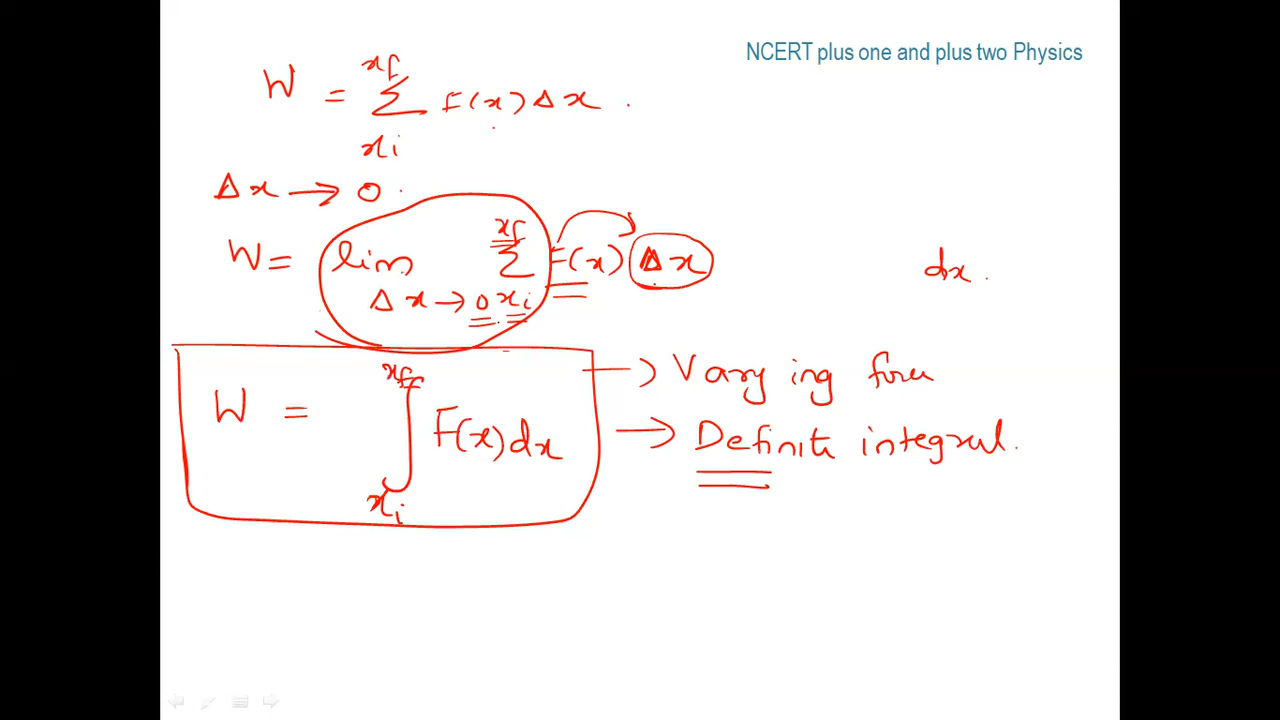 NCERT plus one and plus two Physics
W = Σ_{xi}^{xf} F(x) Δx .
Δx → 0 .
W = lim_{Δx → 0} Σ_{xi}^{xf} F(x) Δx
dx .
W = ∫_{xi}^{xf} F(x) dx
→ Varying force
→ Definite integral .